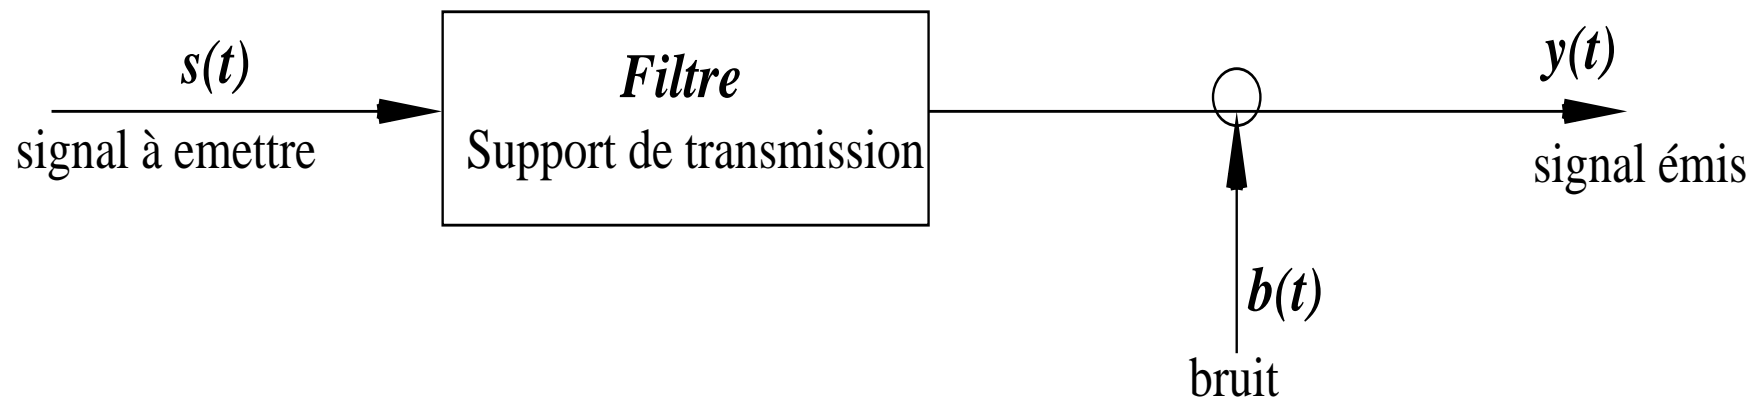 s(t)
signal à emettre
Filtre
Support de transmission
y(t)
signal émis
b(t)
bruit